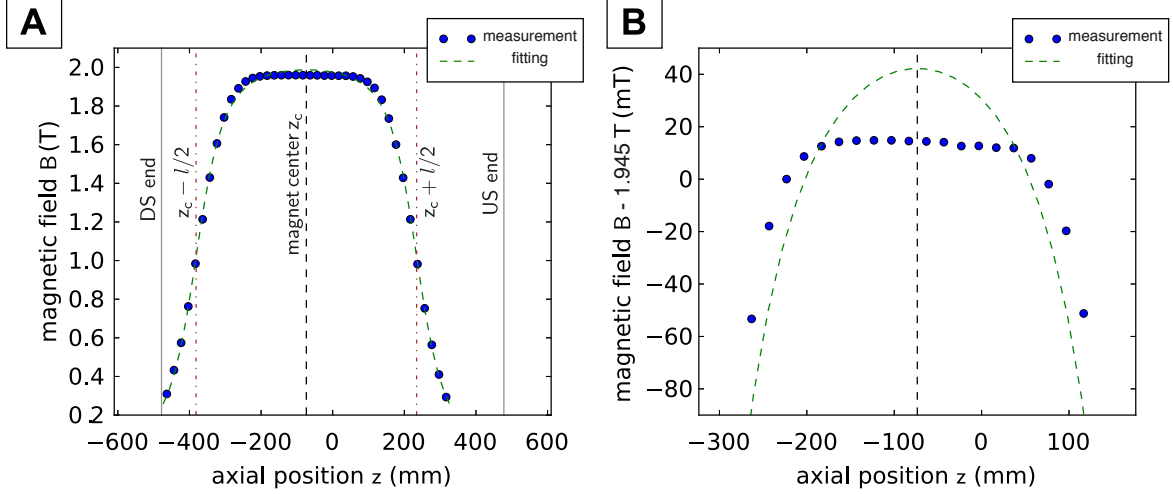 A
measurement
fitting
magnetic field B (T)
2.0
1.8
1.6
1.4
1.2
1.0
0.8
0.6
0.4
0.2
DS end
z_c − l/2
magnet center z_c
z_c + l/2
US end
−600 −400 −200 0 200 400 600
axial position z (mm)
B
measurement
fitting
magnetic field B - 1.945 T (mT)
40
20
0
−20
−40
−60
−80
−300 −200 −100 0 100
axial position z (mm)